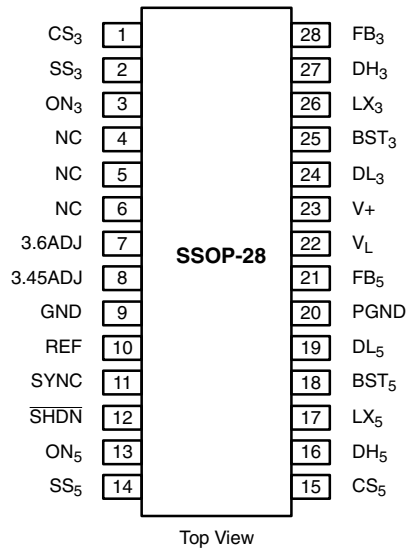 CS3 1 28 FB3
SS3 2 27 DH3
ON3 3 26 LX3
NC 4 25 BST3
NC 5 24 DL3
NC 6 23 V+
3.6ADJ 7 22 VL
SSOP-28
3.45ADJ 8 21 FB5
GND 9 20 PGND
REF 10 19 DL5
SYNC 11 18 BST5
SHDN 12 17 LX5
ON5 13 16 DH5
SS5 14 15 CS5
Top View